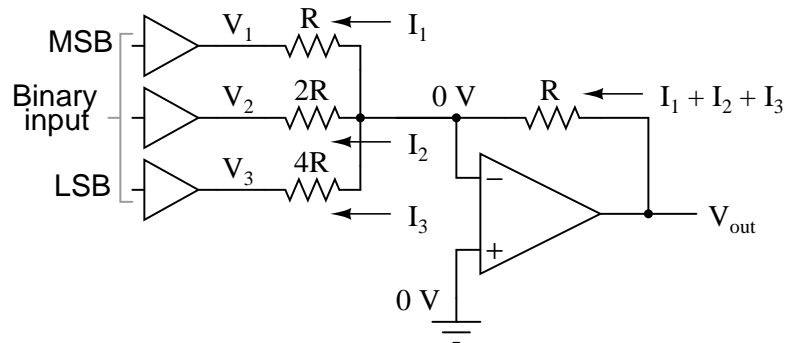 MSB
V1
R
I1
Binary
input
V2
2R
I2
0 V
R
I1 + I2 + I3
LSB
V3
4R
I3
−
+
Vout
0 V